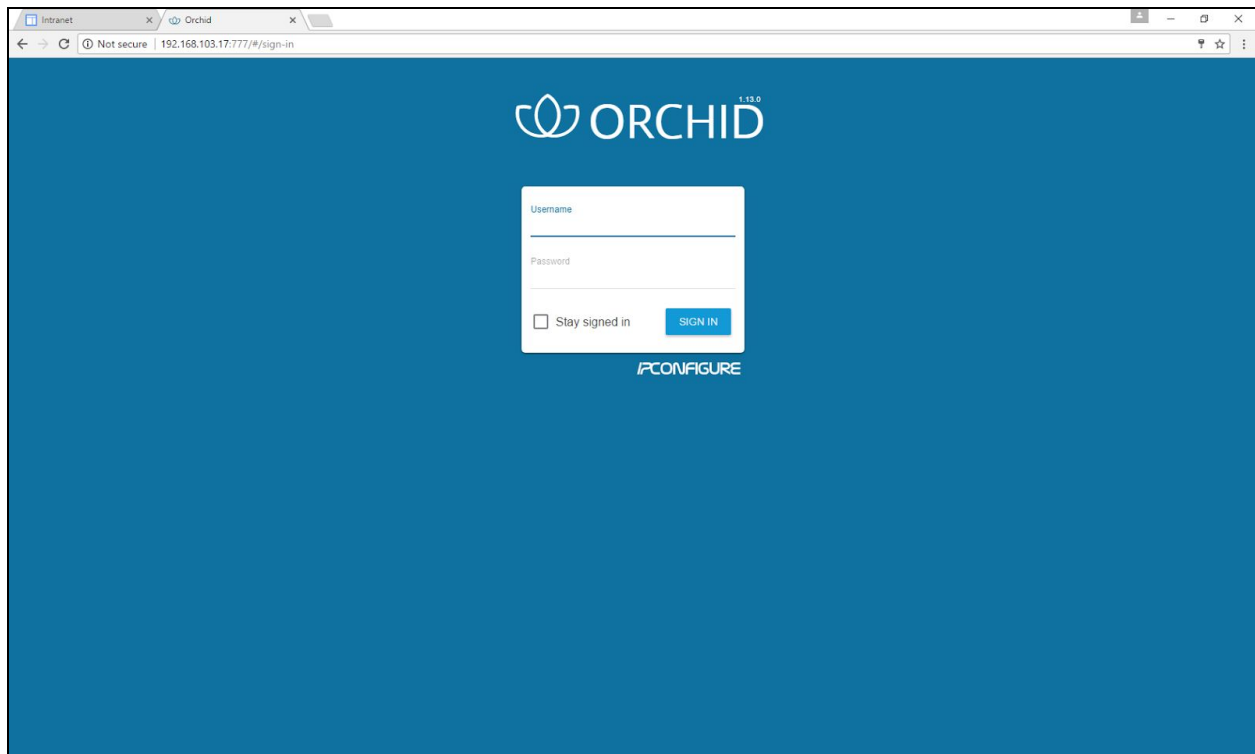 Intranet
Orchid
Not secure | 192.168.103.17:777/#/sign-in
1.13.0
ORCHID
Username
Password
Stay signed in
SIGN IN
IPCONFIGURE